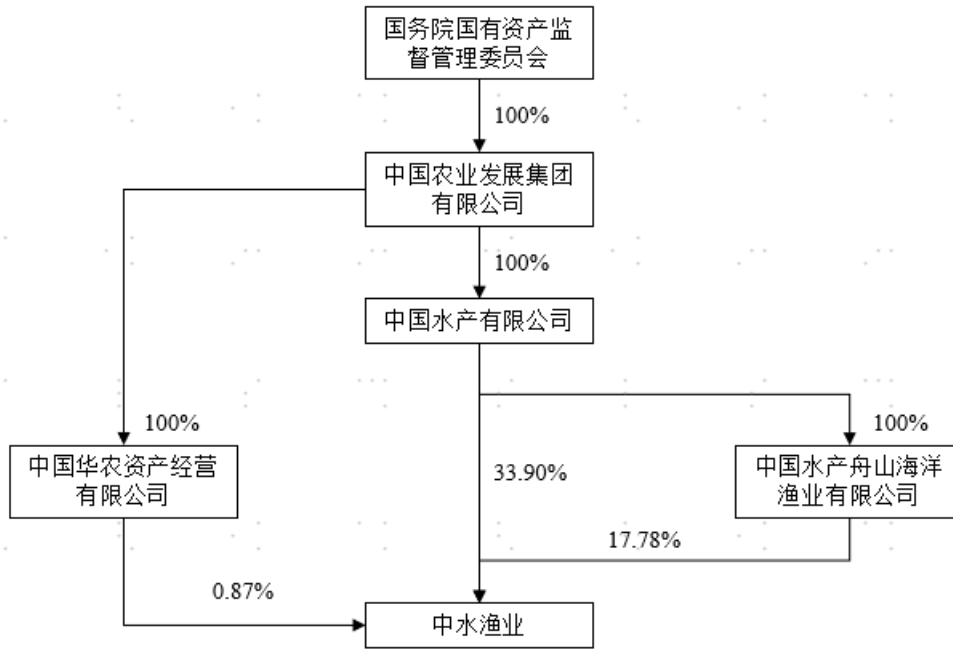 国务院国有资产监
督管理委员会
100%
中国农业发展集团
有限公司
100%
中国水产有限公司
100%
100%
中国华农资产经营
有限公司
33.90%
中国水产舟山海洋
渔业有限公司
17.78%
0.87%
中水渔业